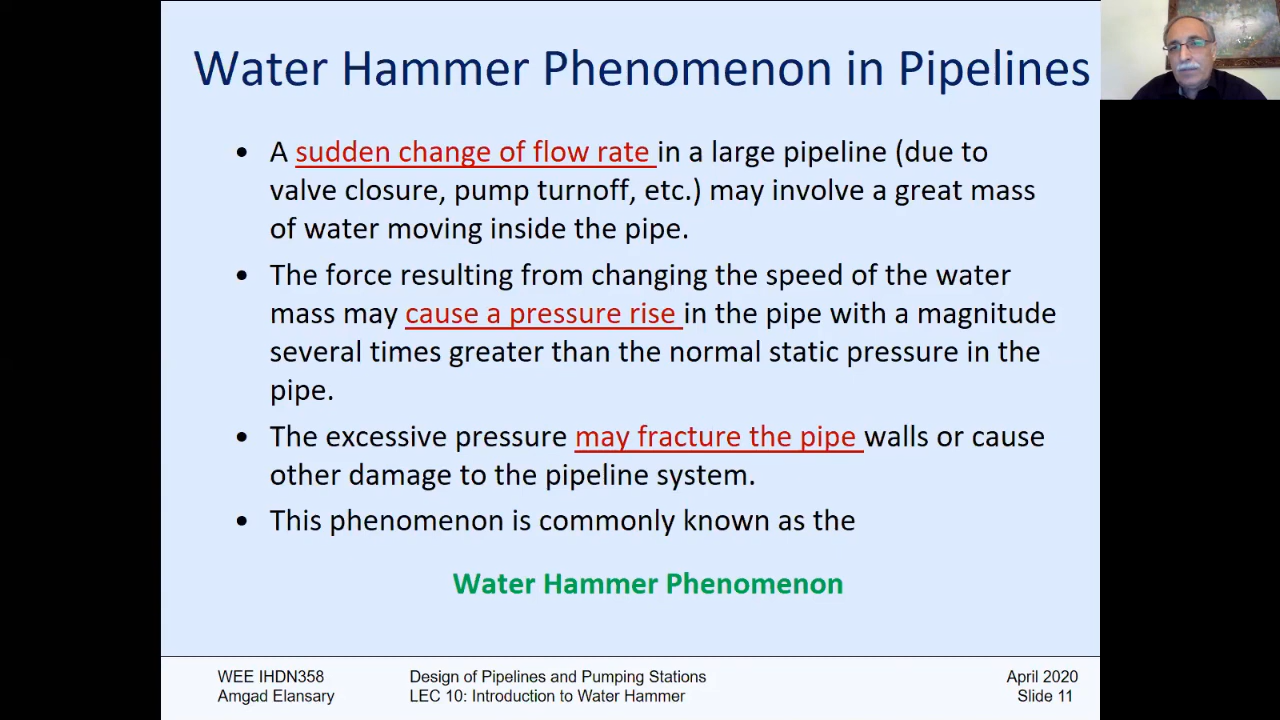 Water Hammer Phenomenon in Pipelines
• A sudden change of flow rate in a large pipeline (due to
valve closure, pump turnoff, etc.) may involve a great mass
of water moving inside the pipe.
• The force resulting from changing the speed of the water
mass may cause a pressure rise in the pipe with a magnitude
several times greater than the normal static pressure in the
pipe.
• The excessive pressure may fracture the pipe walls or cause
other damage to the pipeline system.
• This phenomenon is commonly known as the
Water Hammer Phenomenon
WEE IHDN358
Amgad Elansary
Design of Pipelines and Pumping Stations
LEC 10: Introduction to Water Hammer
April 2020
Slide 11